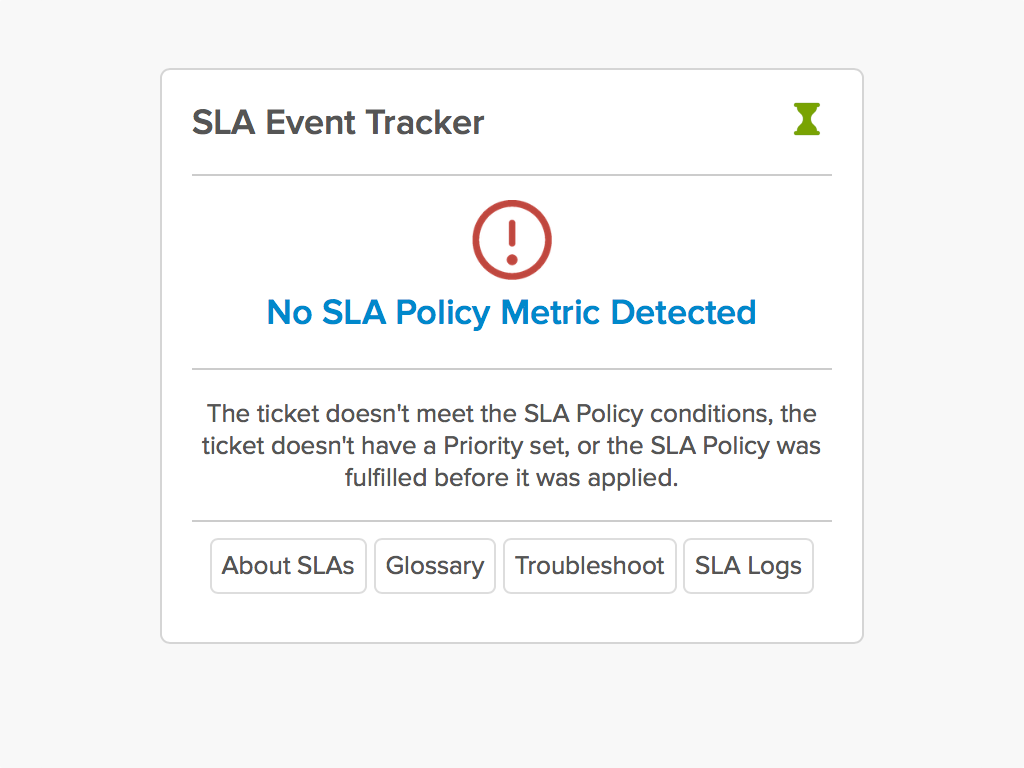 SLA Event Tracker
No SLA Policy Metric Detected
The ticket doesn't meet the SLA Policy conditions, the
ticket doesn't have a Priority set, or the SLA Policy was
fulfilled before it was applied.
About SLAs Glossary Troubleshoot SLA Logs